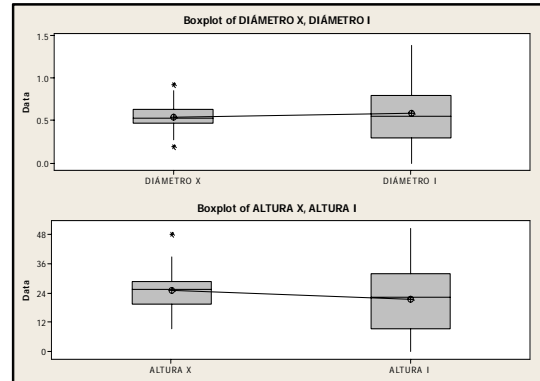 Boxplot of DIÁMETRO X, DIÁMETRO I
1.5
1.0
0.5
0.0
Data
DIÁMETRO X DIÁMETRO I
Boxplot of ALTURA X, ALTURA I
48
36
24
12
0
Data
ALTURA X ALTURA I